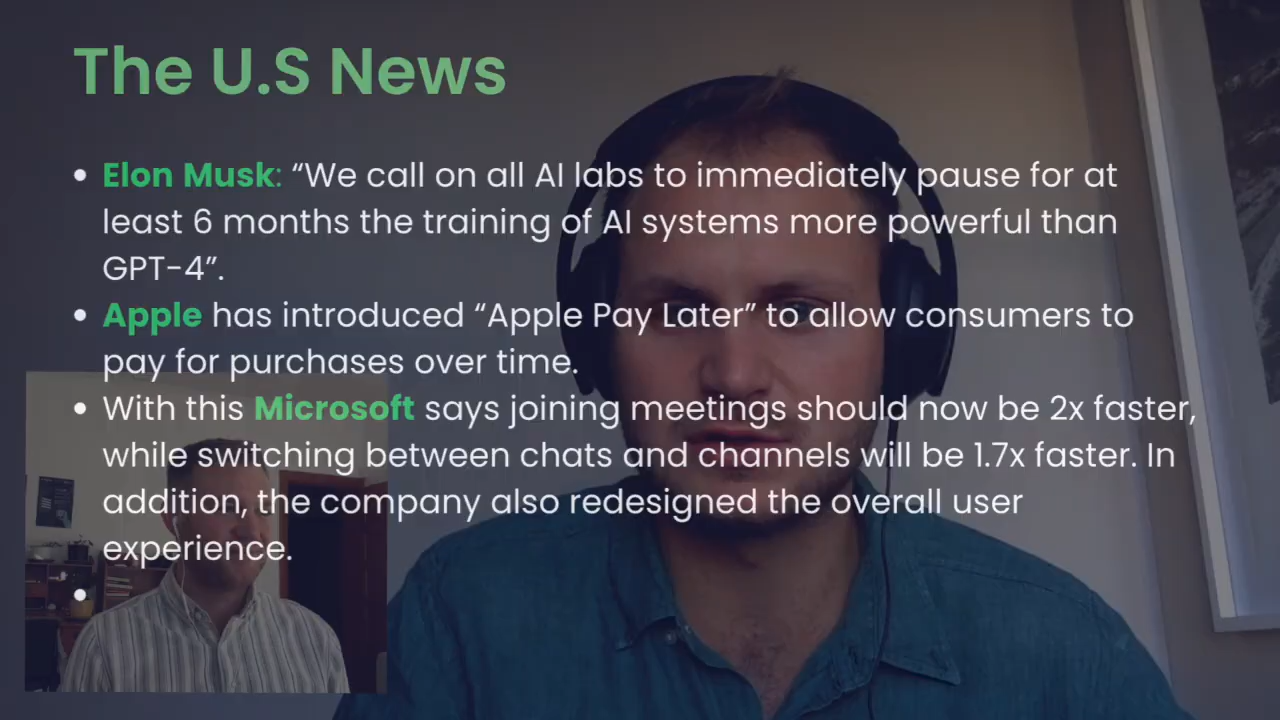 The U.S News
• Elon Musk: “We call on all AI labs to immediately pause for at
least 6 months the training of AI systems more powerful than
GPT-4”.
• Apple has introduced “Apple Pay Later” to allow consumers to
pay for purchases over time.
• With this Microsoft says joining meetings should now be 2x faster,
while switching between chats and channels will be 1.7x faster. In
addition, the company also redesigned the overall user
experience.
•